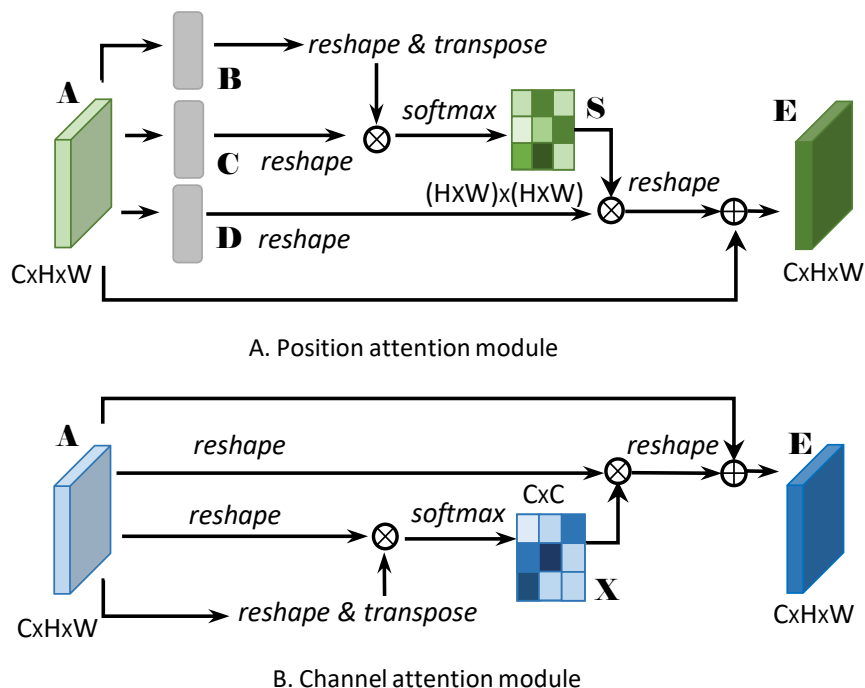 reshape & transpose
B
A
softmax
S
E
reshape
C
reshape
(HxW)x(HxW)
D
reshape
CxHxW
CxHxW
A. Position attention module
A
reshape
reshape
E
CxC
reshape
softmax
X
reshape & transpose
CxHxW
CxHxW
B. Channel attention module